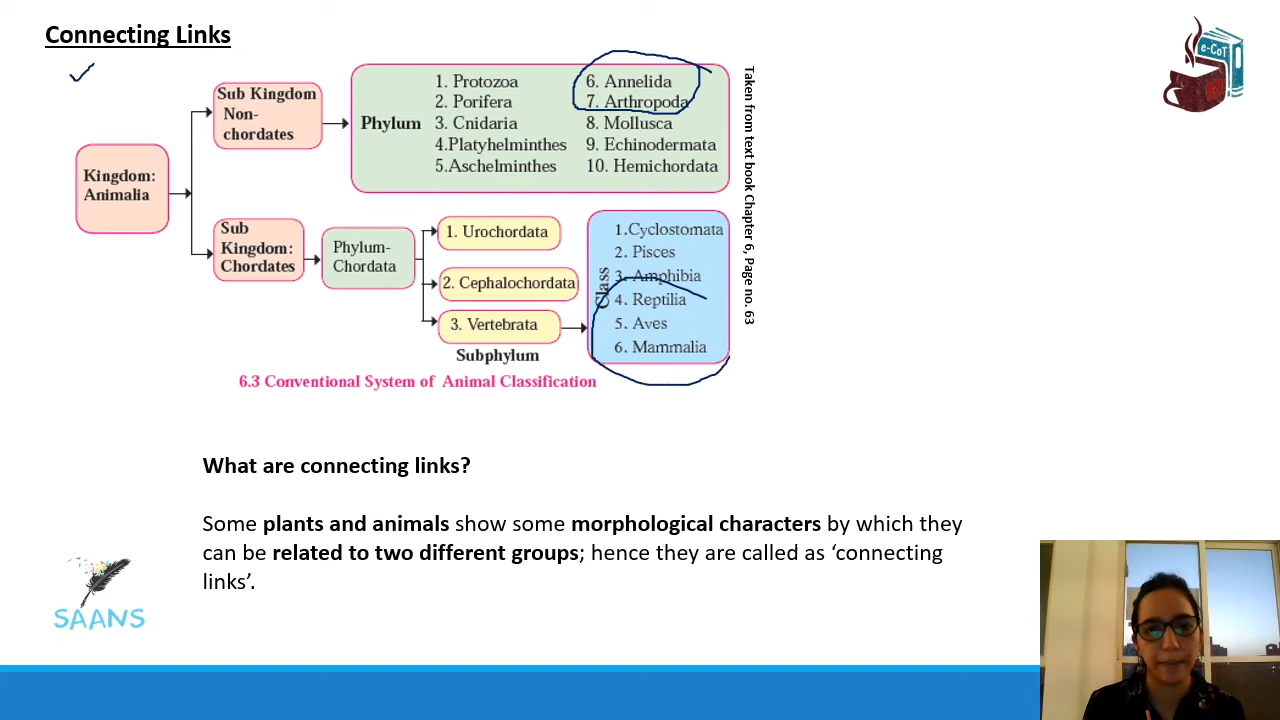 Connecting Links
e-CoT
Kingdom:
Animalia
Sub Kingdom
Non-
chordates
Phylum
1. Protozoa
2. Porifera
3. Cnidaria
4.Platyhelminthes
5.Aschelminthes
6. Annelida
7. Arthropoda
8. Mollusca
9. Echinodermata
10. Hemichordata
Sub
Kingdom:
Chordates
Phylum-
Chordata
1. Urochordata
2. Cephalochordata
3. Vertebrata
Subphylum
Class
1.Cyclostomata
2. Pisces
3. Amphibia
4. Reptilia
5. Aves
6. Mammalia
6.3 Conventional System of Animal Classification
Taken from text book Chapter 6, Page no. 63
What are connecting links?
Some plants and animals show some morphological characters by which they
can be related to two different groups; hence they are called as ‘connecting
links’.
SAANS